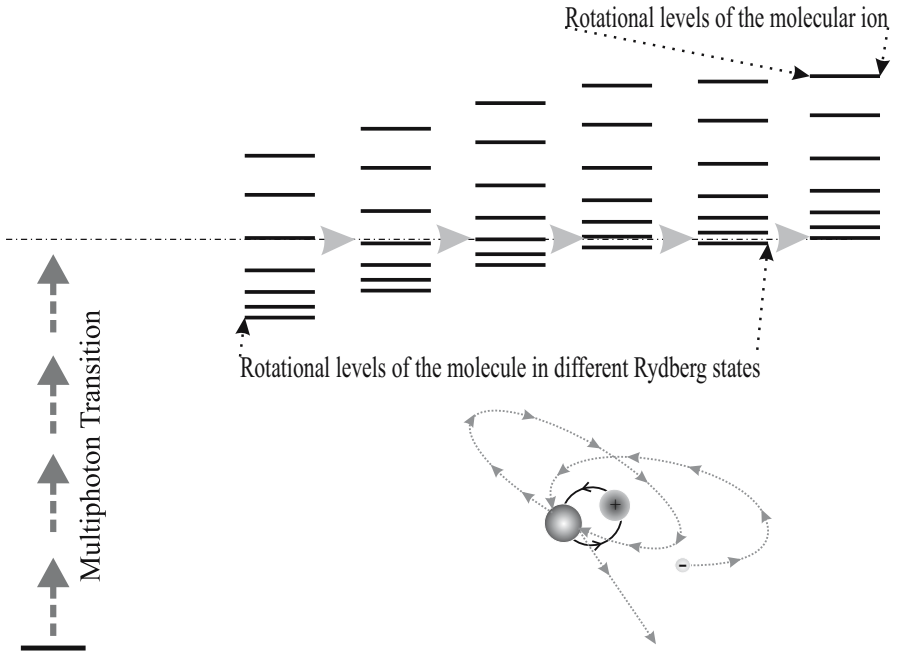 Rotational levels of the molecular ion
Multiphoton Transition
Rotational levels of the molecule in different Rydberg states
+
-